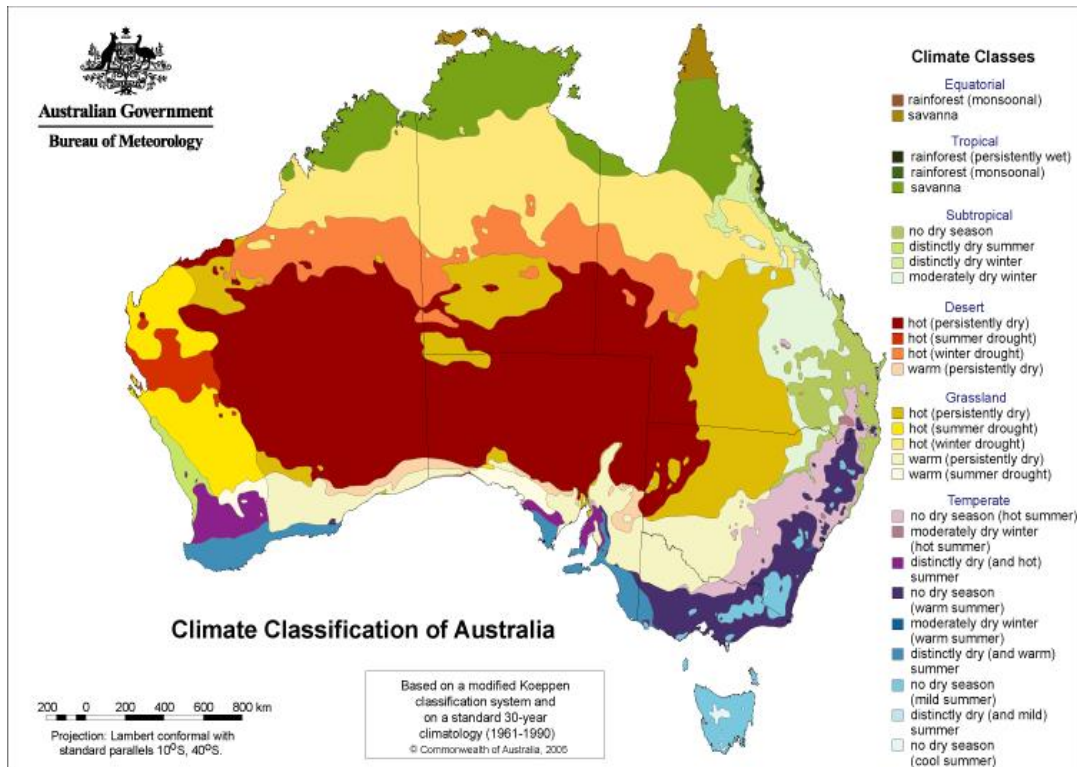 Australian Government
Bureau of Meteorology
Climate Classes
Equatorial
rainforest (monsoonal)
savanna
Tropical
rainforest (persistently wet)
rainforest (monsoonal)
savanna
Subtropical
no dry season
distinctly dry summer
distinctly dry winter
moderately dry winter
Desert
hot (persistently dry)
hot (summer drought)
hot (winter drought)
warm (persistently dry)
Grassland
hot (persistently dry)
hot (summer drought)
hot (winter drought)
warm (persistently dry)
warm (summer drought)
Temperate
no dry season (hot summer)
moderately dry winter
(hot summer)
distinctly dry (and hot)
summer
no dry season
(warm summer)
moderately dry winter
(warm summer)
distinctly dry (and warm)
summer
no dry season
(mild summer)
distinctly dry (and mild)
summer
no dry season
(cool summer)
Climate Classification of Australia
Based on a modified Koeppen
classification system and
on a standard 30-year
climatology (1961-1990)
© Commonwealth of Australia, 2005
200 0 200 400 600 800 km
Projection: Lambert conformal with
standard parallels 10°S, 40°S.